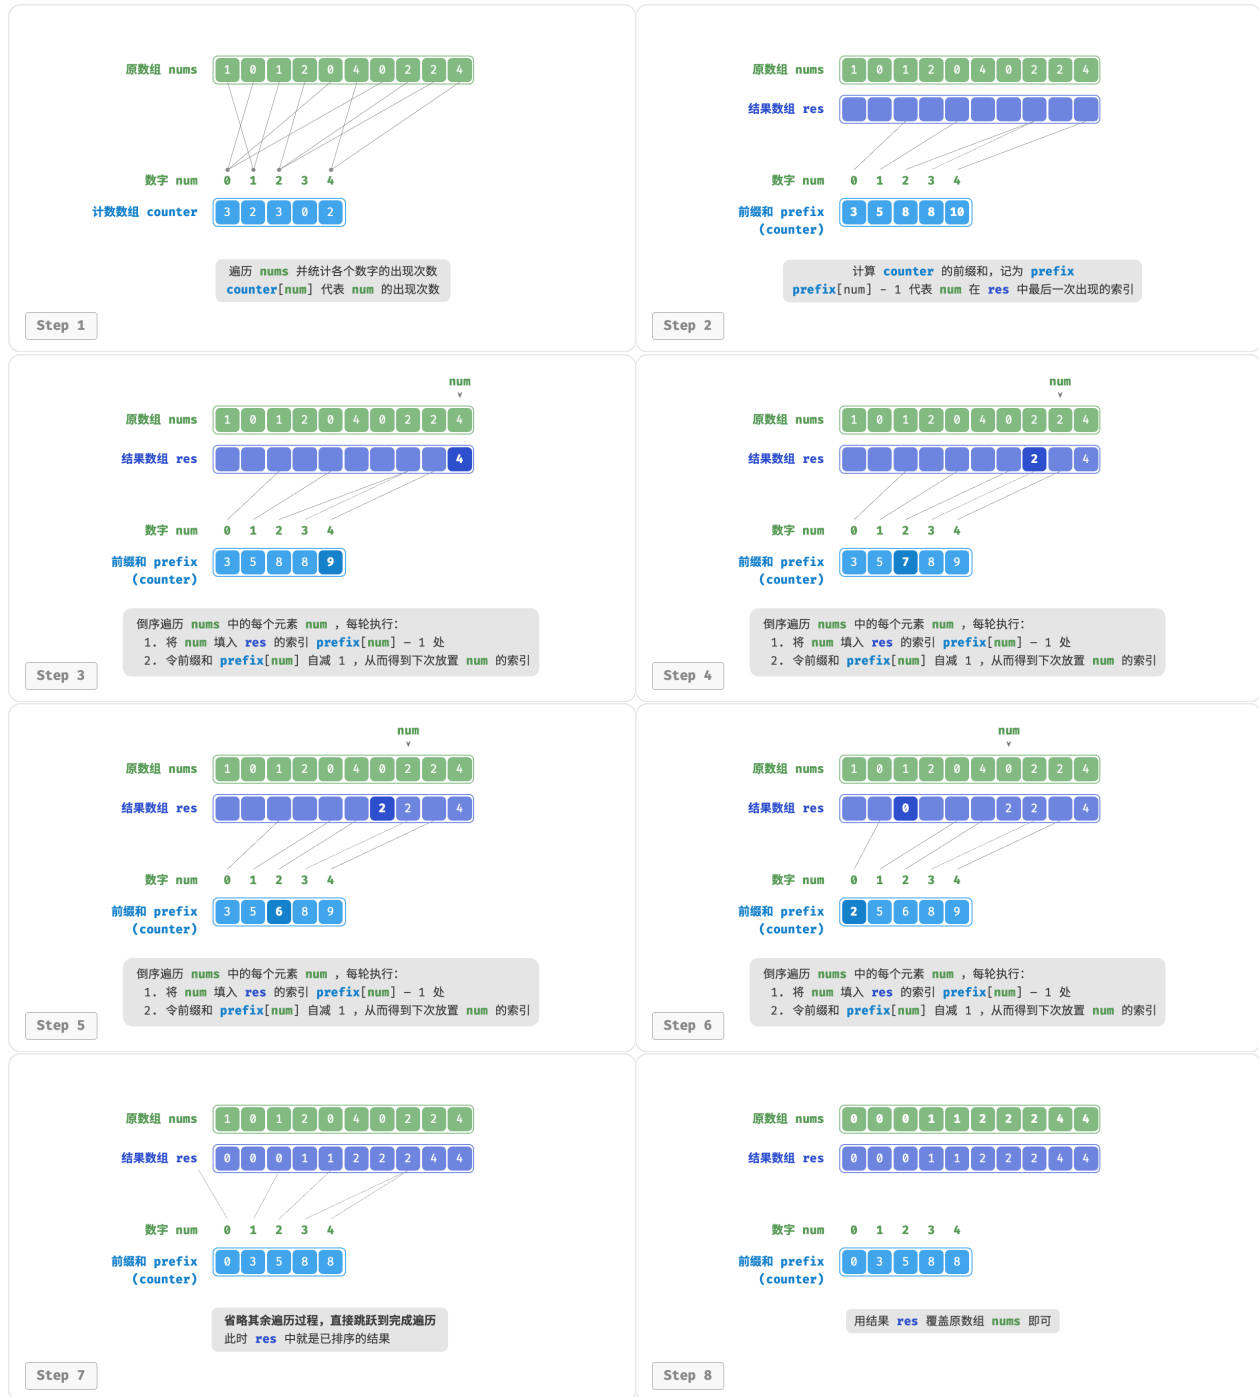 原数组 nums 1 0 1 2 0 4 0 2 2 4
数字 num 0 1 2 3 4
计数数组 counter 3 2 3 0 2
遍历 nums 并统计各个数字的出现次数
counter[num] 代表 num 的出现次数
Step 1
原数组 nums 1 0 1 2 0 4 0 2 2 4
结果数组 res
数字 num 0 1 2 3 4
前缀和 prefix 3 5 8 8 10
(counter)
计算 counter 的前缀和，记为 prefix
prefix[num] - 1 代表 num 在 res 中最后一次出现的索引
Step 2
num
原数组 nums 1 0 1 2 0 4 0 2 2 4
结果数组 res 4
数字 num 0 1 2 3 4
前缀和 prefix 3 5 8 8 9
(counter)
倒序遍历 nums 中的每个元素 num ，每轮执行：
1. 将 num 填入 res 的索引 prefix[num] - 1 处
2. 令前缀和 prefix[num] 自减 1 ，从而得到下次放置 num 的索引
Step 3
num
原数组 nums 1 0 1 2 0 4 0 2 2 4
结果数组 res 2 4
数字 num 0 1 2 3 4
前缀和 prefix 3 5 7 8 9
(counter)
倒序遍历 nums 中的每个元素 num ，每轮执行：
1. 将 num 填入 res 的索引 prefix[num] - 1 处
2. 令前缀和 prefix[num] 自减 1 ，从而得到下次放置 num 的索引
Step 4
num
原数组 nums 1 0 1 2 0 4 0 2 2 4
结果数组 res 2 2 4
数字 num 0 1 2 3 4
前缀和 prefix 3 5 6 8 9
(counter)
倒序遍历 nums 中的每个元素 num ，每轮执行：
1. 将 num 填入 res 的索引 prefix[num] - 1 处
2. 令前缀和 prefix[num] 自减 1 ，从而得到下次放置 num 的索引
Step 5
num
原数组 nums 1 0 1 2 0 4 0 2 2 4
结果数组 res 0 2 2 4
数字 num 0 1 2 3 4
前缀和 prefix 2 5 6 8 9
(counter)
倒序遍历 nums 中的每个元素 num ，每轮执行：
1. 将 num 填入 res 的索引 prefix[num] - 1 处
2. 令前缀和 prefix[num] 自减 1 ，从而得到下次放置 num 的索引
Step 6
原数组 nums 1 0 1 2 0 4 0 2 2 4
结果数组 res 0 0 0 1 1 2 2 2 4 4
数字 num 0 1 2 3 4
前缀和 prefix 0 3 5 8 8
(counter)
省略其余遍历过程，直接跳跃到完成遍历
此时 res 中就是已排序的结果
Step 7
原数组 nums 0 0 0 1 1 2 2 2 4 4
结果数组 res 0 0 0 1 1 2 2 2 4 4
数字 num 0 1 2 3 4
前缀和 prefix 0 3 5 8 8
(counter)
用结果 res 覆盖原数组 nums 即可
Step 8